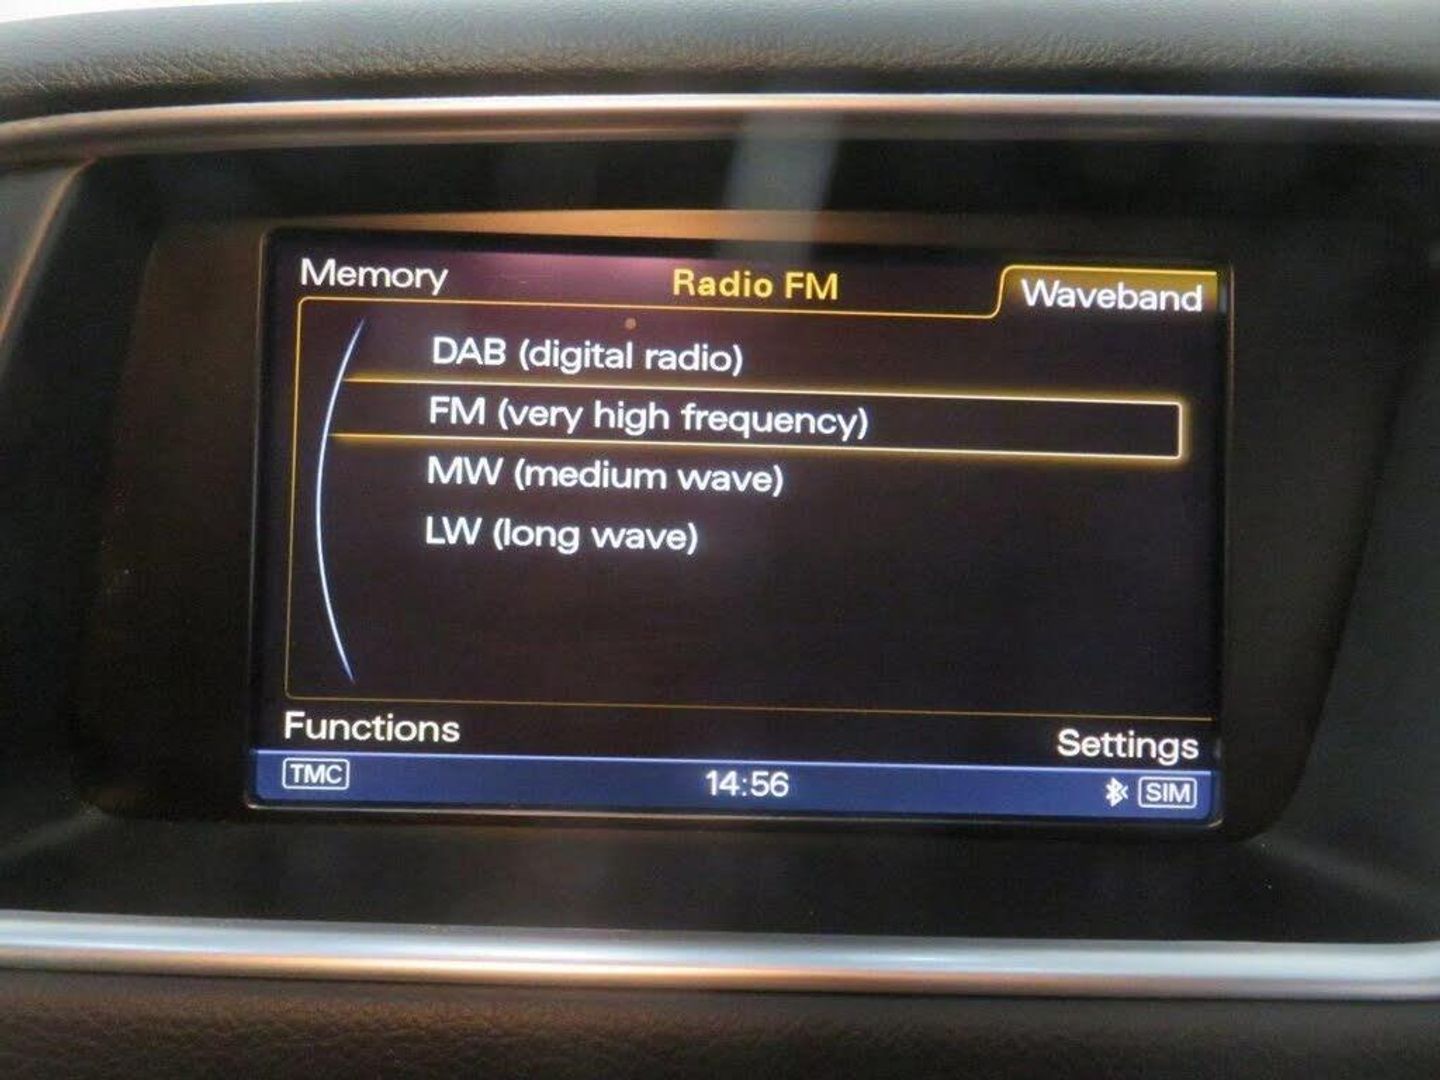 Memory
Radio FM
Waveband
DAB (digital radio)
FM (very high frequency)
MW (medium wave)
LW (long wave)
Functions
Settings
TMC
14:56
SIM